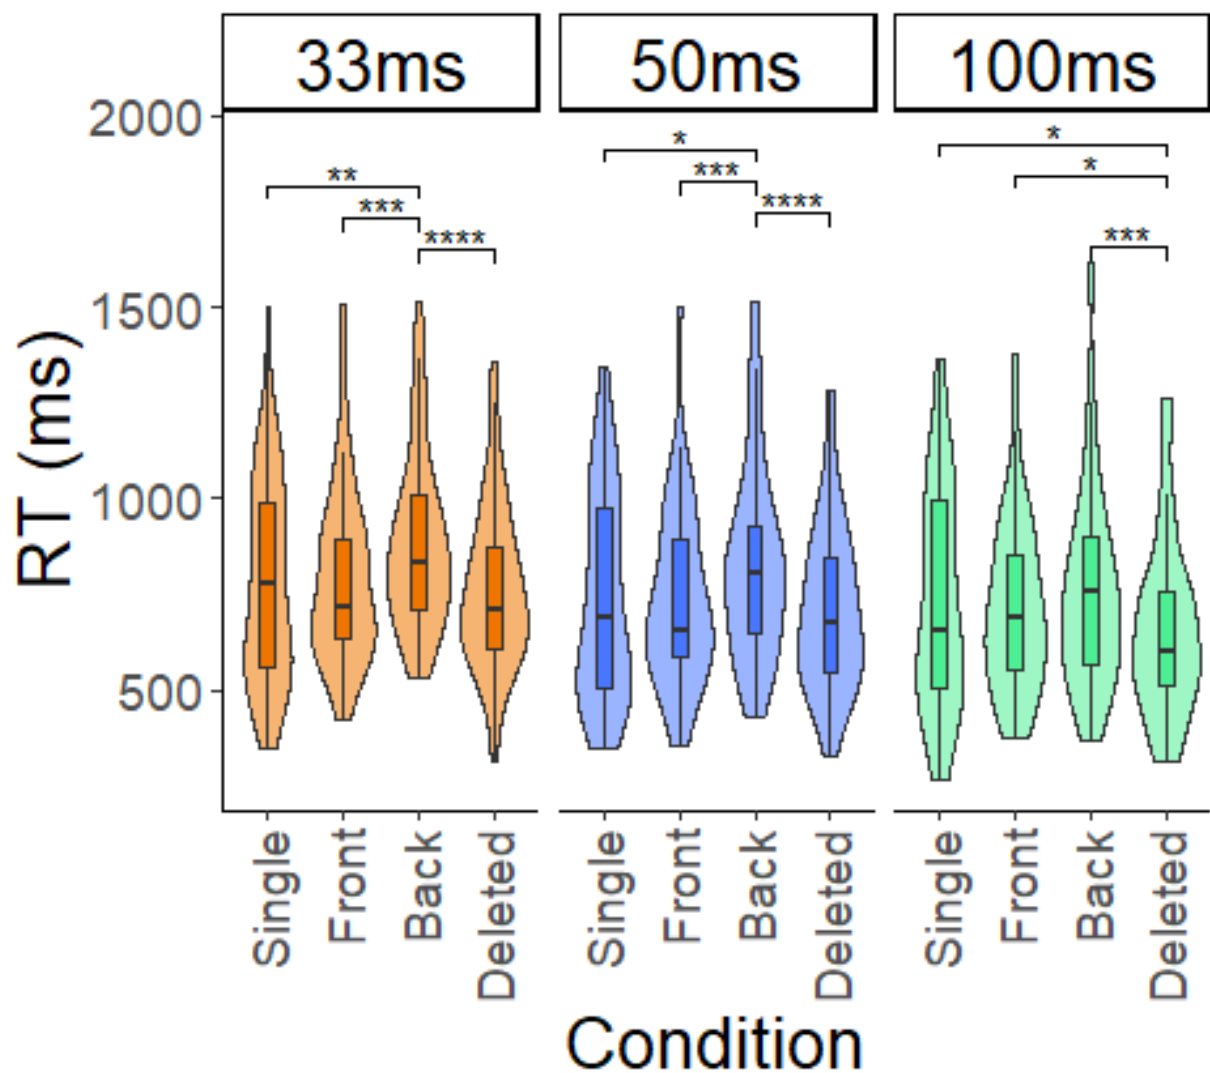 33ms 50ms 100ms
2000
1500
1000
500
RT (ms)
** *** ****
* *** ****
* * ***
Single Front Back Deleted Single Front Back Deleted Single Front Back Deleted
Condition